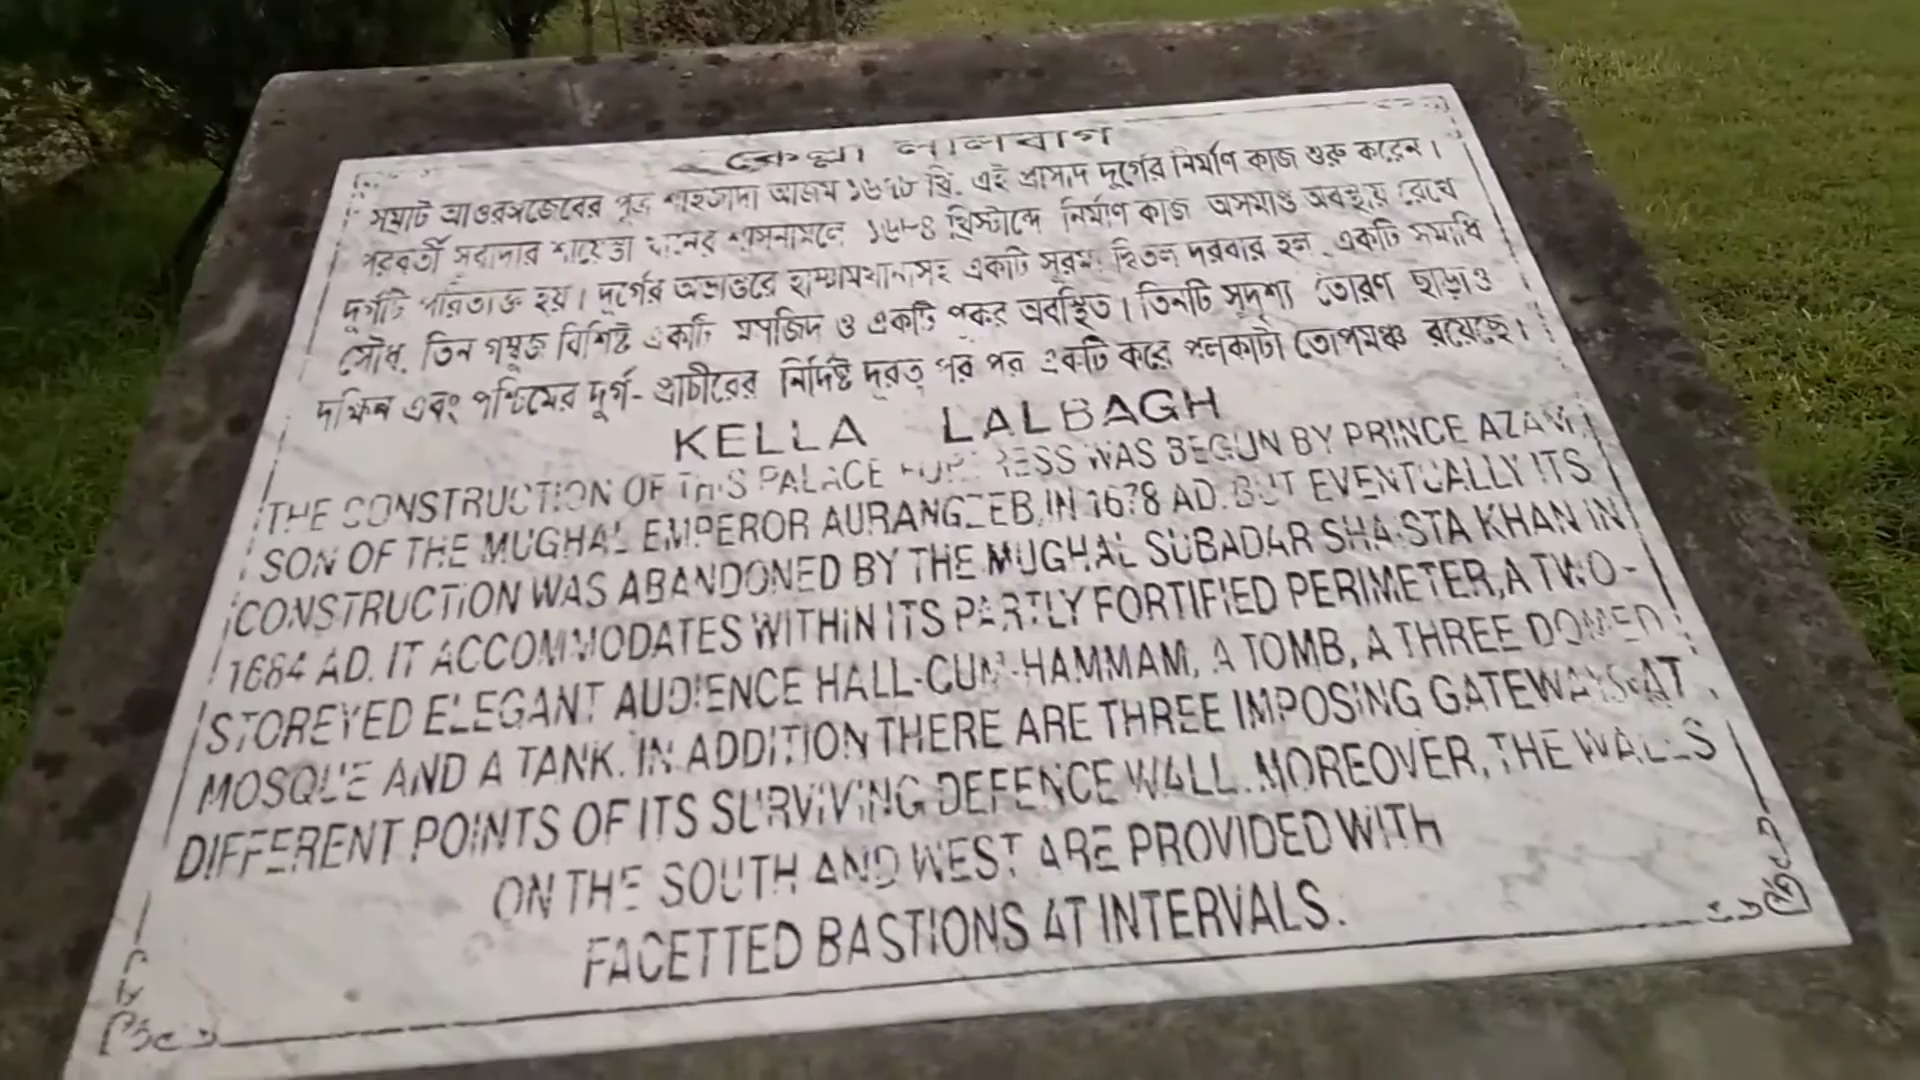 কেল্লা লালবাগ
সম্রাট আওরঙ্গজেবের পুত্র শাহজাদা আজম ১৬৭৮ খ্রি. এই প্রাসাদ দুর্গের নির্মাণ কাজ শুরু করেন।
পরবর্তী সুবাদার শায়েস্তা খানের শাসনামলে ১৬৮৪ খ্রিস্টাব্দে নির্মাণ কাজ অসমাপ্ত অবস্থায় রেখে
দুর্গটি পরিত্যক্ত হয়। দুর্গের অভ্যন্তরে হাম্মামখানাসহ একটি সুরম্য দ্বিতল দরবার হল, একটি সমাধি
সৌধ, তিন গম্বুজ বিশিষ্ট একটি মসজিদ ও একটি পুকুর অবস্থিত। তিনটি সুদৃশ্য তোরণ ছাড়াও
দক্ষিণ এবং পশ্চিমের দুর্গ-প্রাচীরের নির্দিষ্ট দূরত্ব পর পর একটি করে পলকাটা তোপমঞ্চ রয়েছে।
KELLA LALBAGH
THE CONSTRUCTION OF THIS PALACE FORTRESS WAS BEGUN BY PRINCE AZAM,
SON OF THE MUGHAL EMPEROR AURANGZEB, IN 1678 AD. BUT EVENTUALLY ITS
CONSTRUCTION WAS ABANDONED BY THE MUGHAL SUBADAR SHAISTA KHAN IN
1684 AD. IT ACCOMMODATES WITHIN ITS PARTLY FORTIFIED PERIMETER, A TWO-
STOREYED ELEGANT AUDIENCE HALL-CUM-HAMMAM, A TOMB, A THREE DOMED
MOSQUE AND A TANK. IN ADDITION THERE ARE THREE IMPOSING GATEWAYS AT
DIFFERENT POINTS OF ITS SURVIVING DEFENCE WALL. MOREOVER, THE WALLS
ON THE SOUTH AND WEST ARE PROVIDED WITH
FACETTED BASTIONS AT INTERVALS.